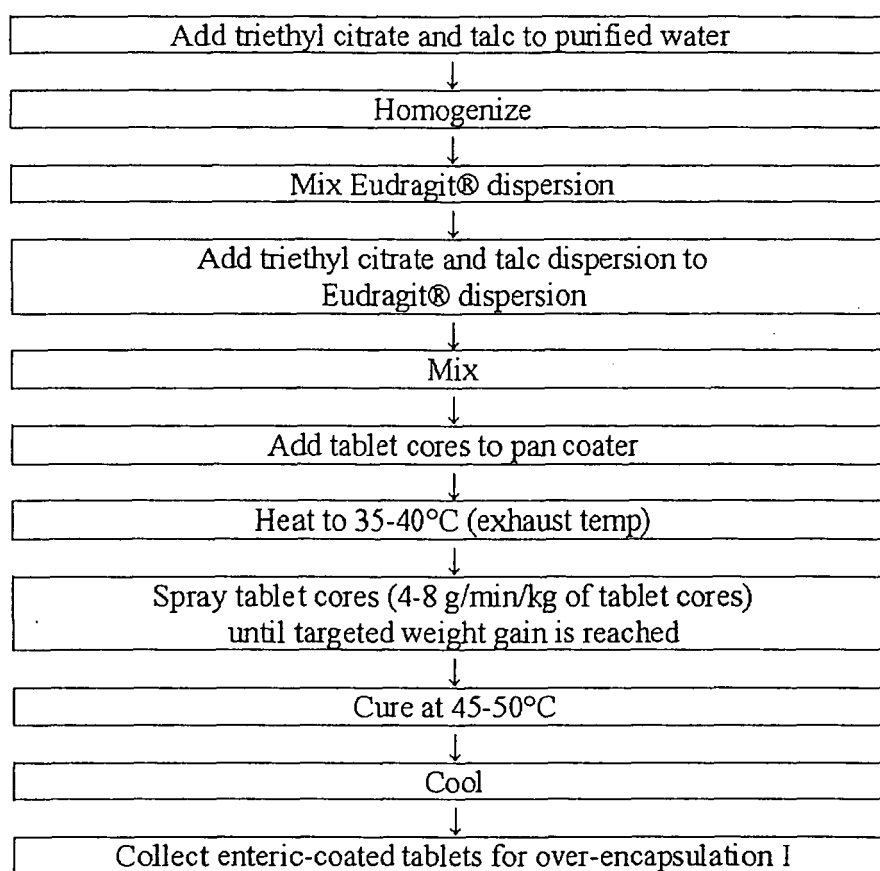 Add triethyl citrate and talc to purified water
↓
Homogenize
↓
Mix Eudragit® dispersion
↓
Add triethyl citrate and talc dispersion to
Eudragit® dispersion
↓
Mix
↓
Add tablet cores to pan coater
↓
Heat to 35-40°C (exhaust temp)
↓
Spray tablet cores (4-8 g/min/kg of tablet cores)
until targeted weight gain is reached
↓
Cure at 45-50°C
↓
Cool
↓
Collect enteric-coated tablets for over-encapsulation I